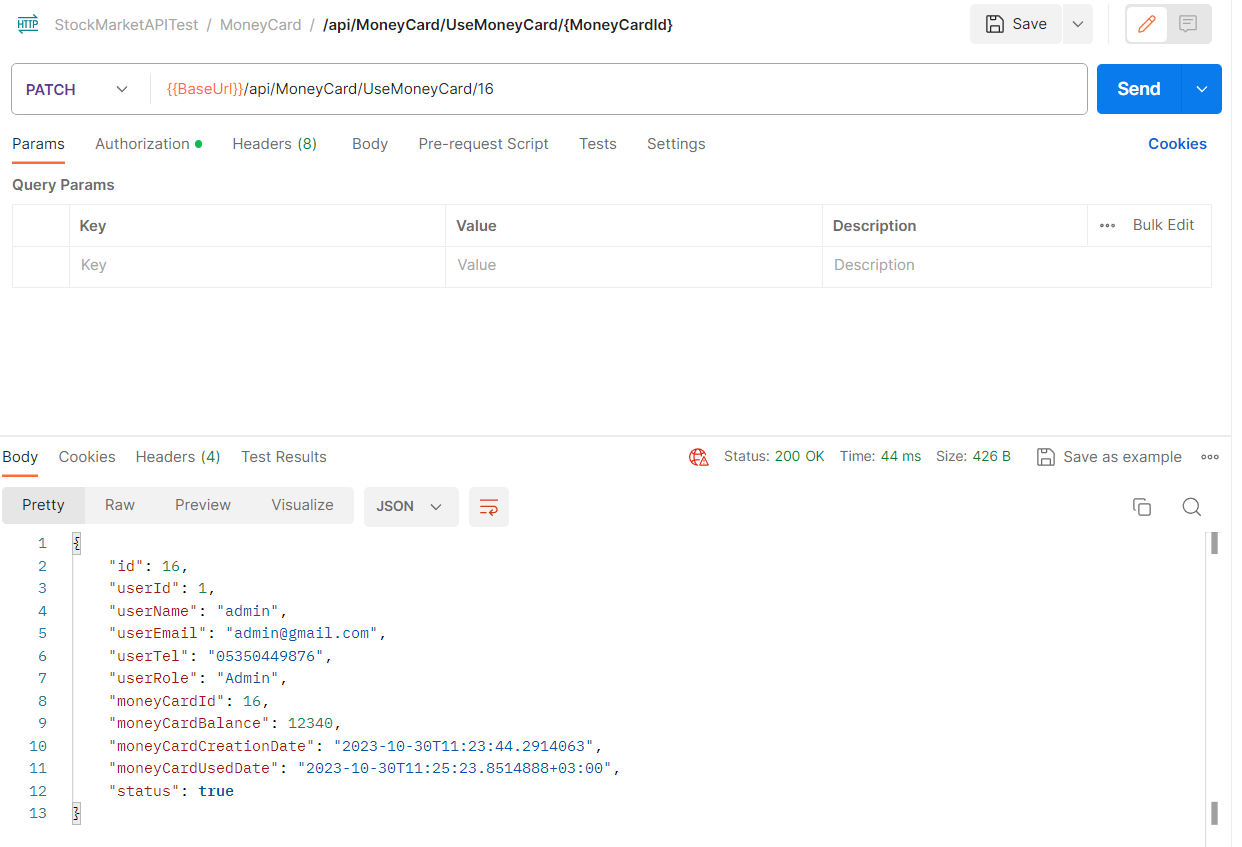 HTTP StockMarketAPITest / MoneyCard / /api/MoneyCard/UseMoneyCard/{MoneyCardId} Save
PATCH {{BaseUrl}}/api/MoneyCard/UseMoneyCard/16 Send
Params Authorization Headers (8) Body Pre-request Script Tests Settings Cookies
Query Params
Key Value Description Bulk Edit
Key Value Description
Body Cookies Headers (4) Test Results Status: 200 OK Time: 44 ms Size: 426 B Save as example
Pretty Raw Preview Visualize JSON
1 {
2 "id": 16,
3 "userId": 1,
4 "userName": "admin",
5 "userEmail": "admin@gmail.com",
6 "userTel": "05350449876",
7 "userRole": "Admin",
8 "moneyCardId": 16,
9 "moneyCardBalance": 12340,
10 "moneyCardCreationDate": "2023-10-30T11:23:44.2914063",
11 "moneyCardUsedDate": "2023-10-30T11:25:23.8514888+03:00",
12 "status": true
13 }